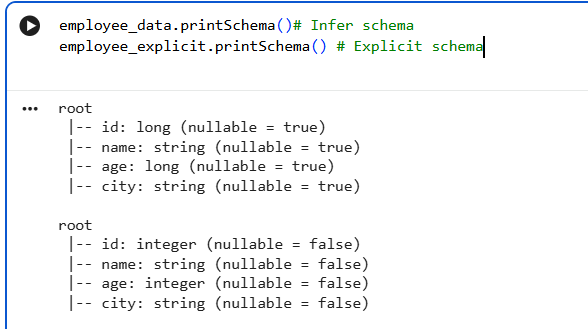 employee_data.printSchema()# Infer schema
employee_explicit.printSchema() # Explicit schema
root
 |-- id: long (nullable = true)
 |-- name: string (nullable = true)
 |-- age: long (nullable = true)
 |-- city: string (nullable = true)
root
 |-- id: integer (nullable = false)
 |-- name: string (nullable = false)
 |-- age: integer (nullable = false)
 |-- city: string (nullable = false)